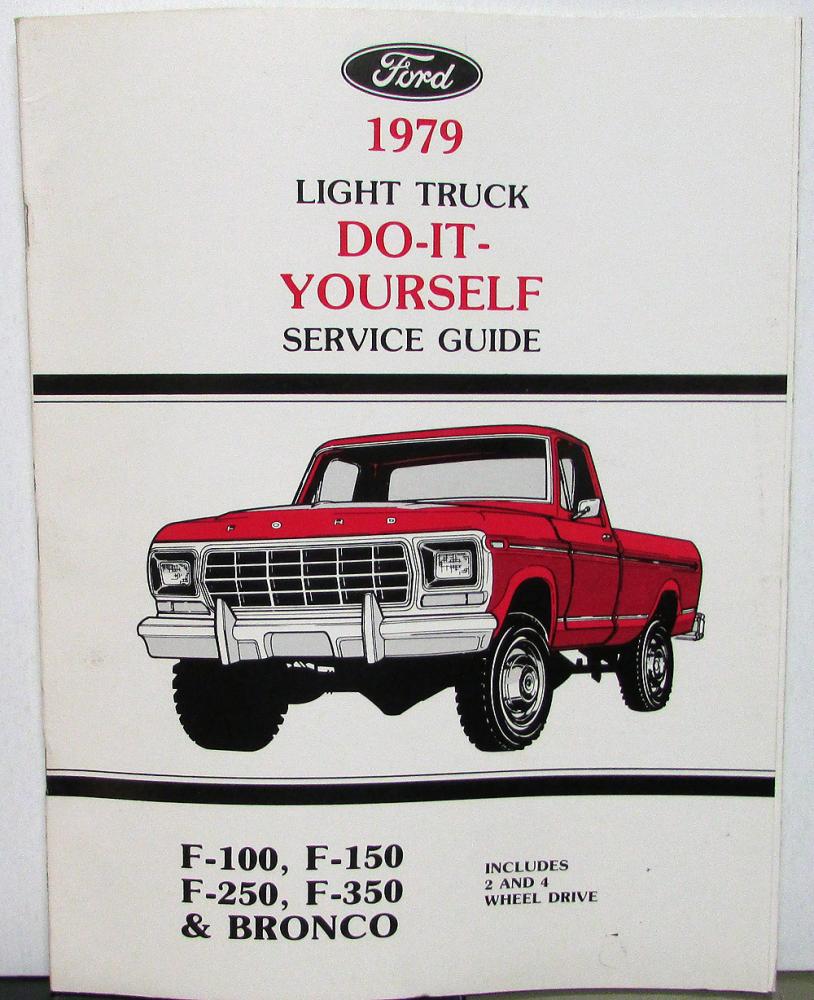 Ford
1979
LIGHT TRUCK
DO-IT-
YOURSELF
SERVICE GUIDE
FORD
F-100, F-150
F-250, F-350
& BRONCO
INCLUDES
2 AND 4
WHEEL DRIVE